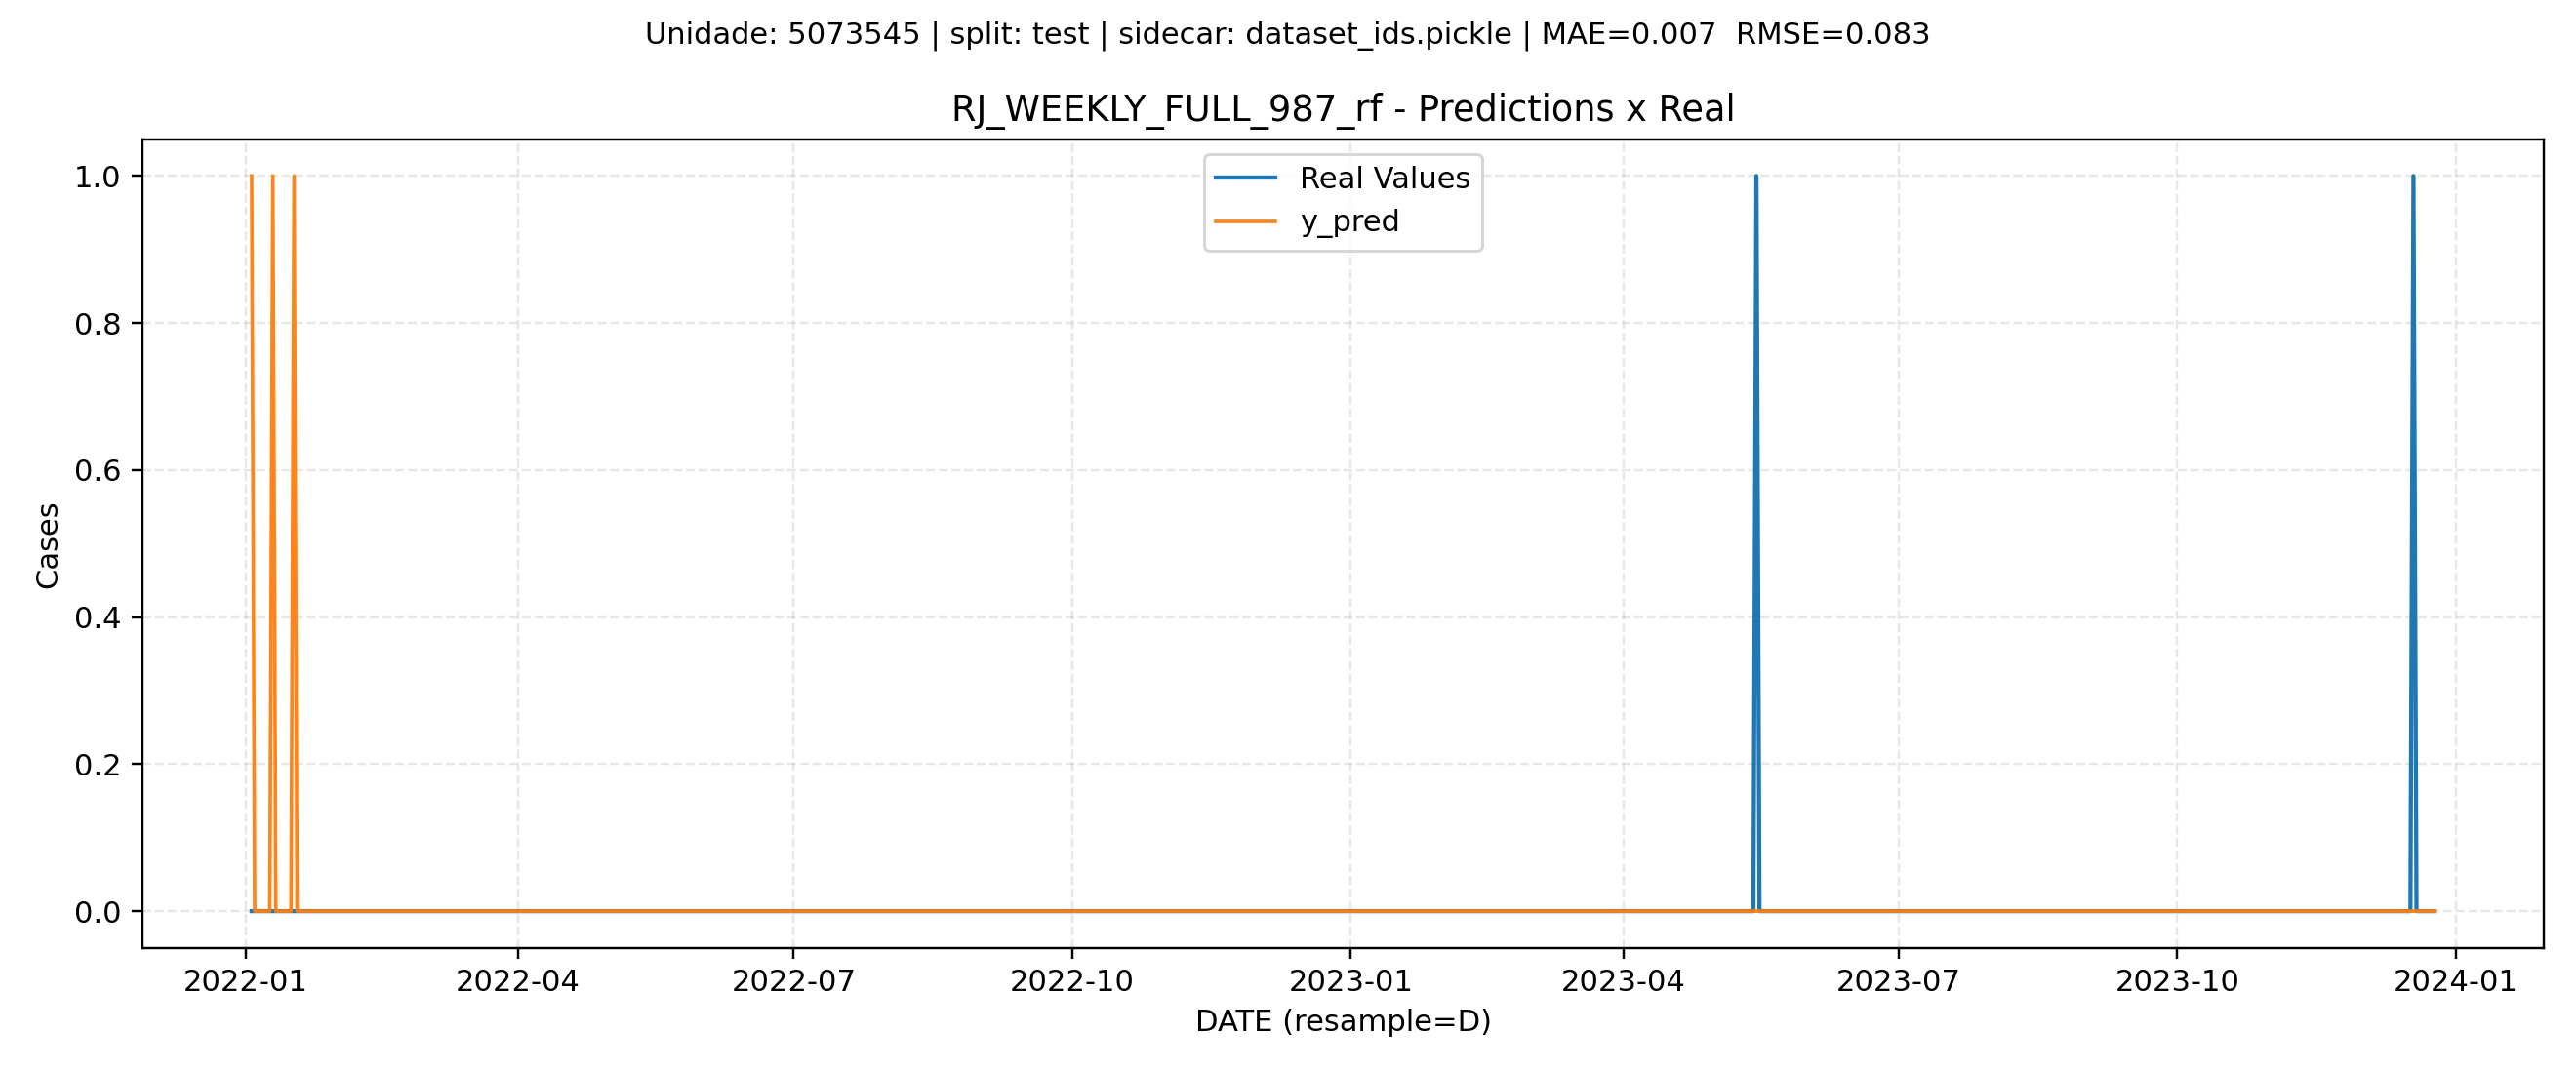 Unidade: 5073545 | split: test | sidecar: dataset_ids.pickle | MAE=0.007  RMSE=0.083
RJ_WEEKLY_FULL_987_rf - Predictions x Real
Real Values
y_pred
1.0
0.8
0.6
0.4
0.2
0.0
Cases
2022-01
2022-04
2022-07
2022-10
2023-01
2023-04
2023-07
2023-10
2024-01
DATE (resample=D)